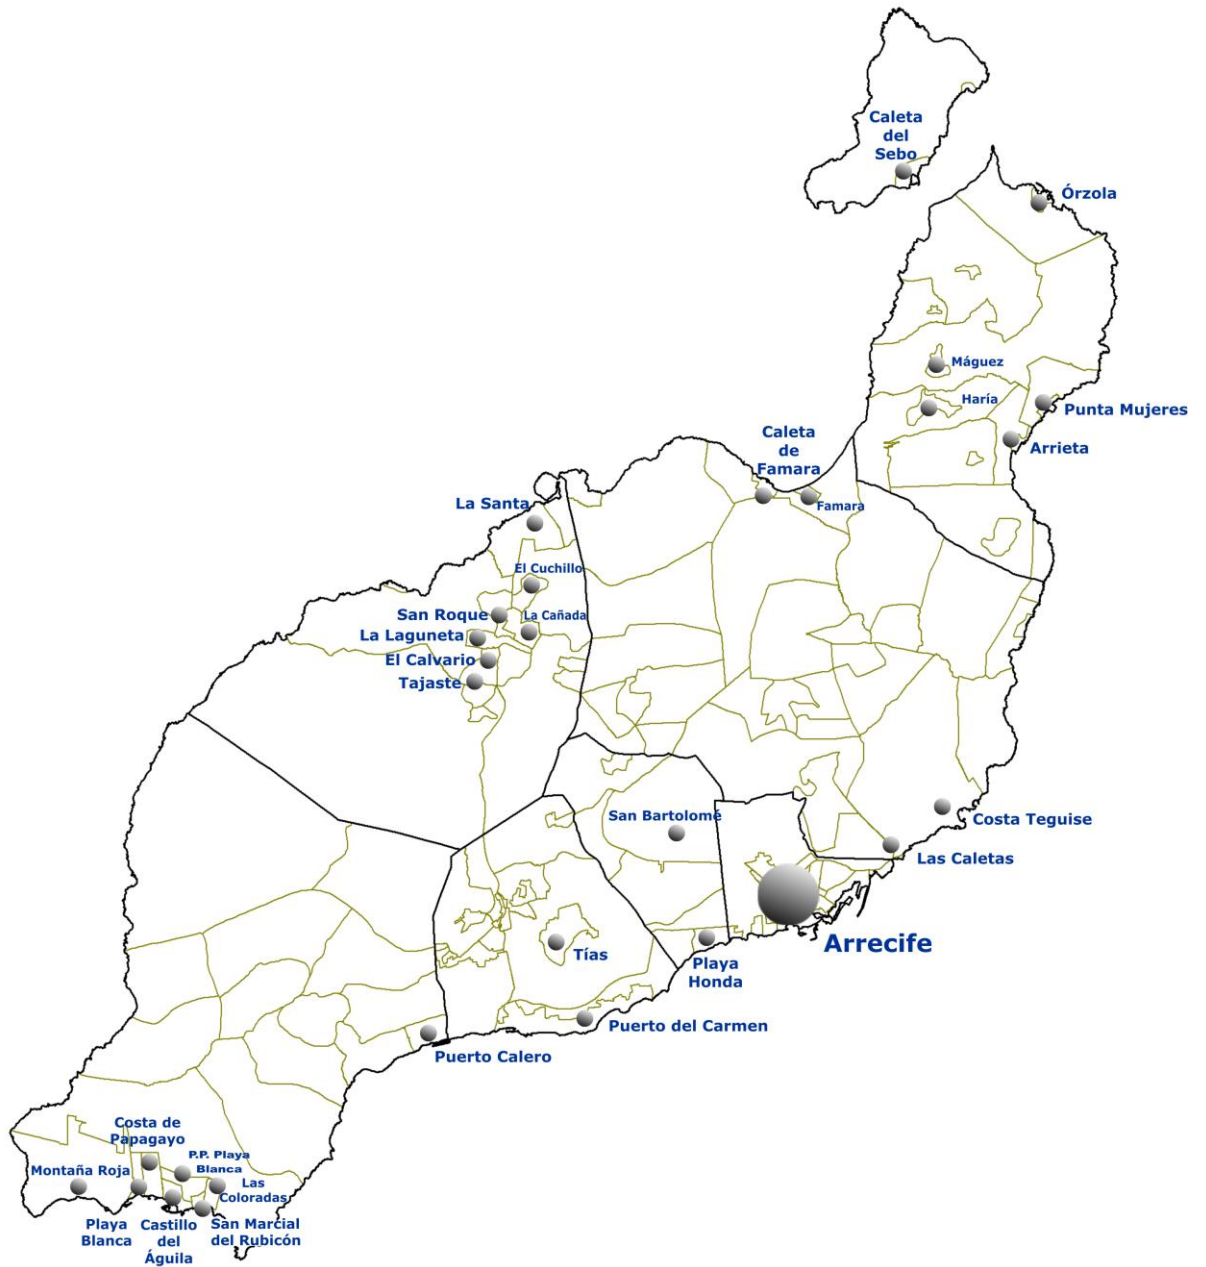 Caleta
del
Sebo
Órzola
Máguez
Haría
Punta Mujeres
Arrieta
Caleta
de
Famara
Famara
La Santa
El Cuchillo
San Roque
La Cañada
La Laguneta
El Calvario
Tajaste
San Bartolomé
Costa Teguise
Las Caletas
Arrecife
Tías
Playa
Honda
Puerto del Carmen
Puerto Calero
Costa de
Papagayo
P.P. Playa
Blanca
Montaña Roja
Las
Coloradas
Playa
Blanca
Castillo
del
Águila
San Marcial
del Rubicón